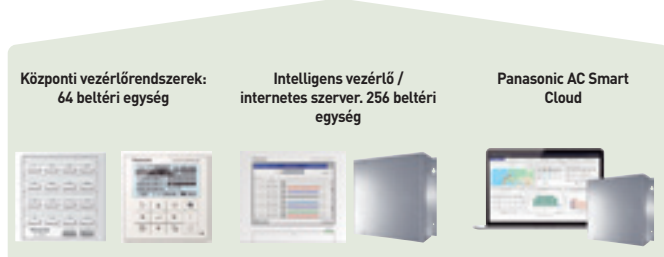 Központi vezérlőrendszerek:
64 beltéri egység
Intelligens vezérlő /
internetes szerver. 256 beltéri
egység
Panasonic AC Smart
Cloud